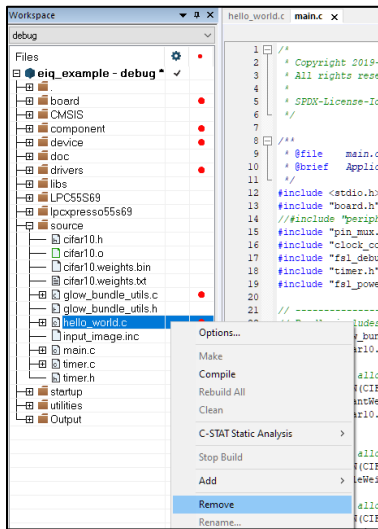 Workspace
debug
Files
eiq_example - debug *
.
board
CMSIS
component
device
doc
drivers
libs
LPC55S69
lpcxpresso55s69
source
cifar10.h
cifar10.o
cifar10.weights.bin
cifar10.weights.txt
glow_bundle_utils.c
glow_bundle_utils.h
hello_world.c
input_image.inc
main.c
timer.c
timer.h
startup
utilities
Output
hello_world.c main.c x
1 /*
2 * Copyright 2019-
3 * All rights rese
4 *
5 * SPDX-License-Id
6 */
7
8 /**
9 * @file main.c
10 * @brief Applic
11 */
12 #include <stdio.h>
13 #include "board.h"
14 //#include "periph
15 #include "pin_mux.
16 #include "clock_co
17 #include "fsl_debu
18 #include "timer.h"
19 #include "fsl_powe
20
21 // ---------------
Options...
Make
Compile
Rebuild All
Clean
C-STAT Static Analysis
Stop Build
Add
Remove
Rename...